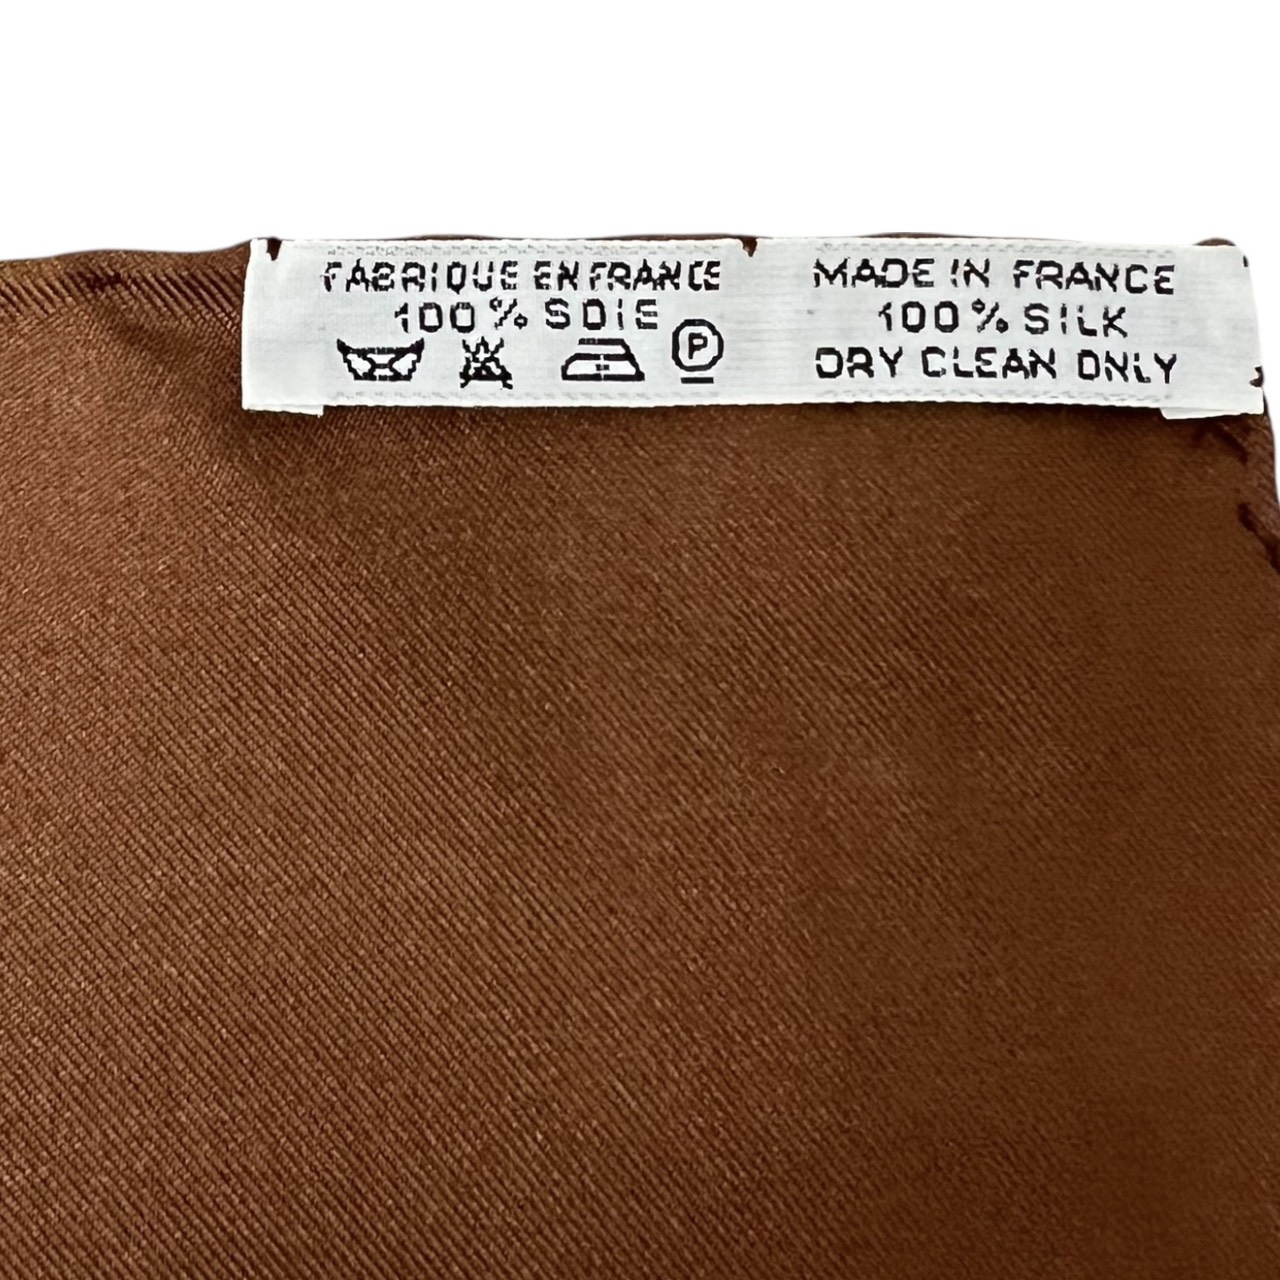 FABRIQUE EN FRANCE
100% SOIE
P
MADE IN FRANCE
100% SILK
DRY CLEAN ONLY